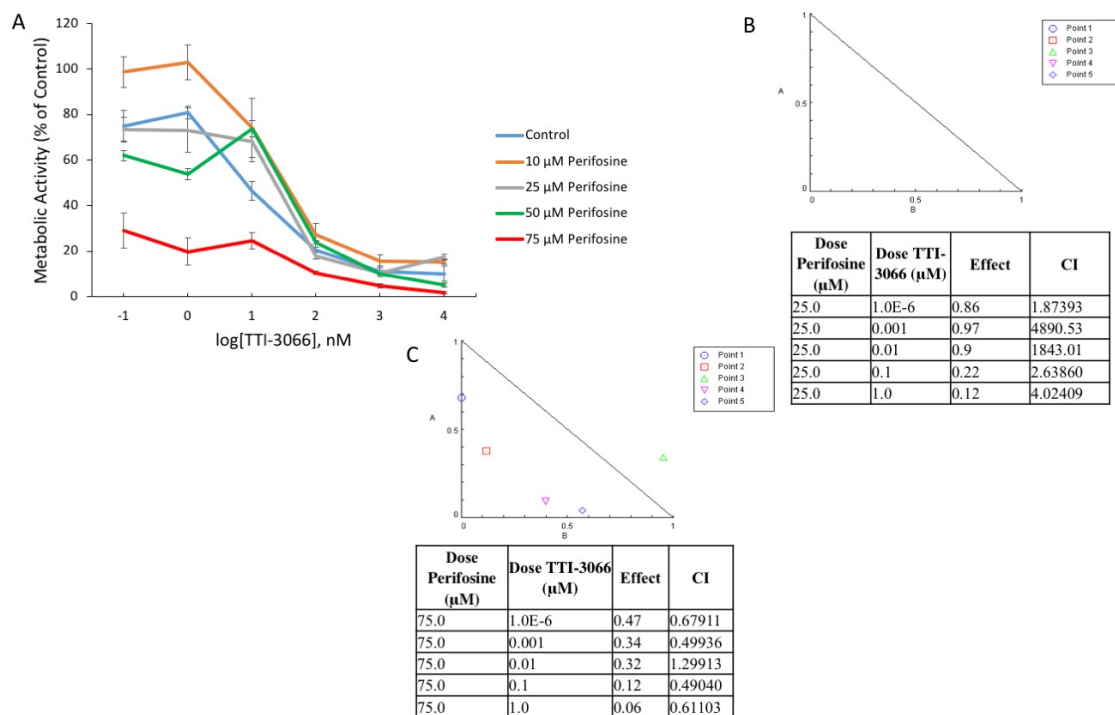 A
Metabolic Activity (% of Control)
120
100
80
60
40
20
0
-1 0 1 2 3 4
log[TTI-3066], nM
Control
10 μM Perifosine
25 μM Perifosine
50 μM Perifosine
75 μM Perifosine
B
1
A
0.5
0
0 0.5 1
B
Point 1
Point 2
Point 3
Point 4
Point 5
Dose Perifosine (μM) Dose TTI-3066 (μM) Effect CI
25.0 1.0E-6 0.86 1.87393
25.0 0.001 0.97 4890.53
25.0 0.01 0.9 1843.01
25.0 0.1 0.22 2.63860
25.0 1.0 0.12 4.02409
C
1
A
0.5
0
0 0.5 1
B
Point 1
Point 2
Point 3
Point 4
Point 5
Dose Perifosine (μM) Dose TTI-3066 (μM) Effect CI
75.0 1.0E-6 0.47 0.67911
75.0 0.001 0.34 0.49936
75.0 0.01 0.32 1.29913
75.0 0.1 0.12 0.49040
75.0 1.0 0.06 0.61103